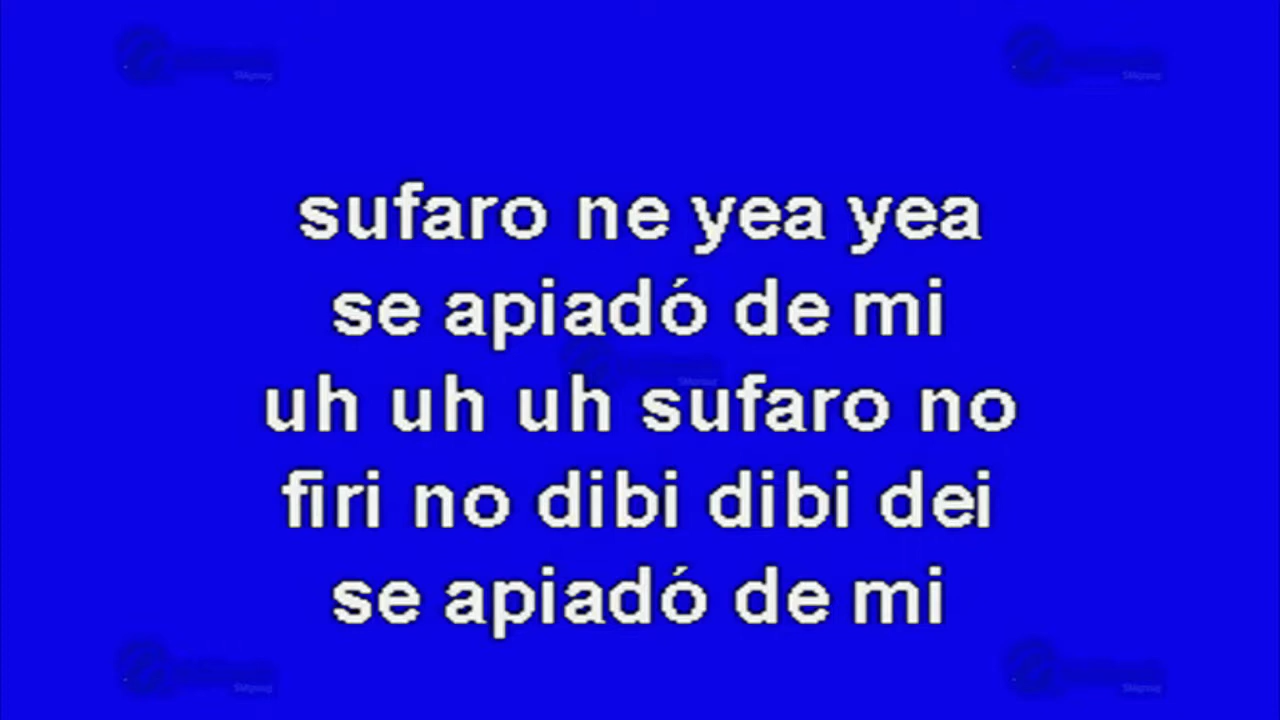 sufaro ne yea yea
se apiadó de mi
uh uh uh sufaro no
firi no dibi dibi dei
se apiadó de mi